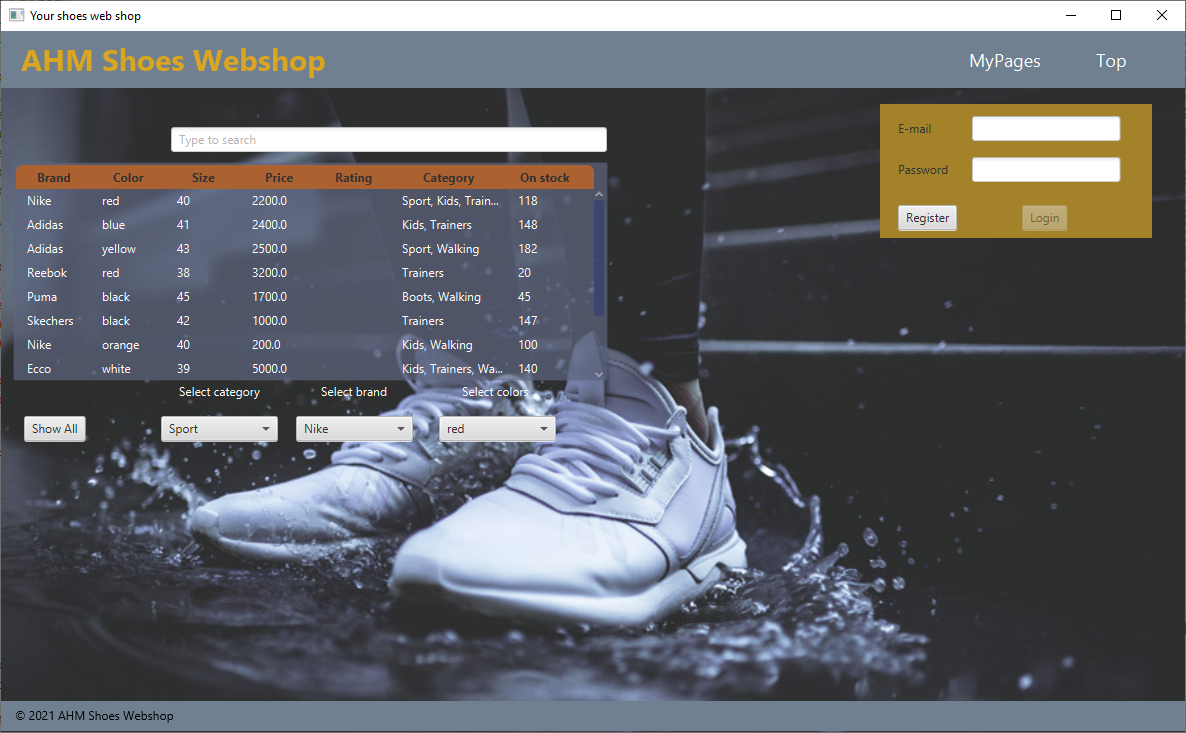 Your shoes web shop
AHM Shoes Webshop MyPages Top
Type to search
E-mail
Password
Register Login
Brand Color Size Price Rating Category On stock
Nike red 40 2200.0 Sport, Kids, Train... 118
Adidas blue 41 2400.0 Kids, Trainers 148
Adidas yellow 43 2500.0 Sport, Walking 182
Reebok red 38 3200.0 Trainers 20
Puma black 45 1700.0 Boots, Walking 45
Skechers black 42 1000.0 Trainers 147
Nike orange 40 200.0 Kids, Walking 100
Ecco white 39 5000.0 Kids, Trainers, Wa... 140
Select category Select brand Select colors
Show All Sport Nike red
© 2021 AHM Shoes Webshop